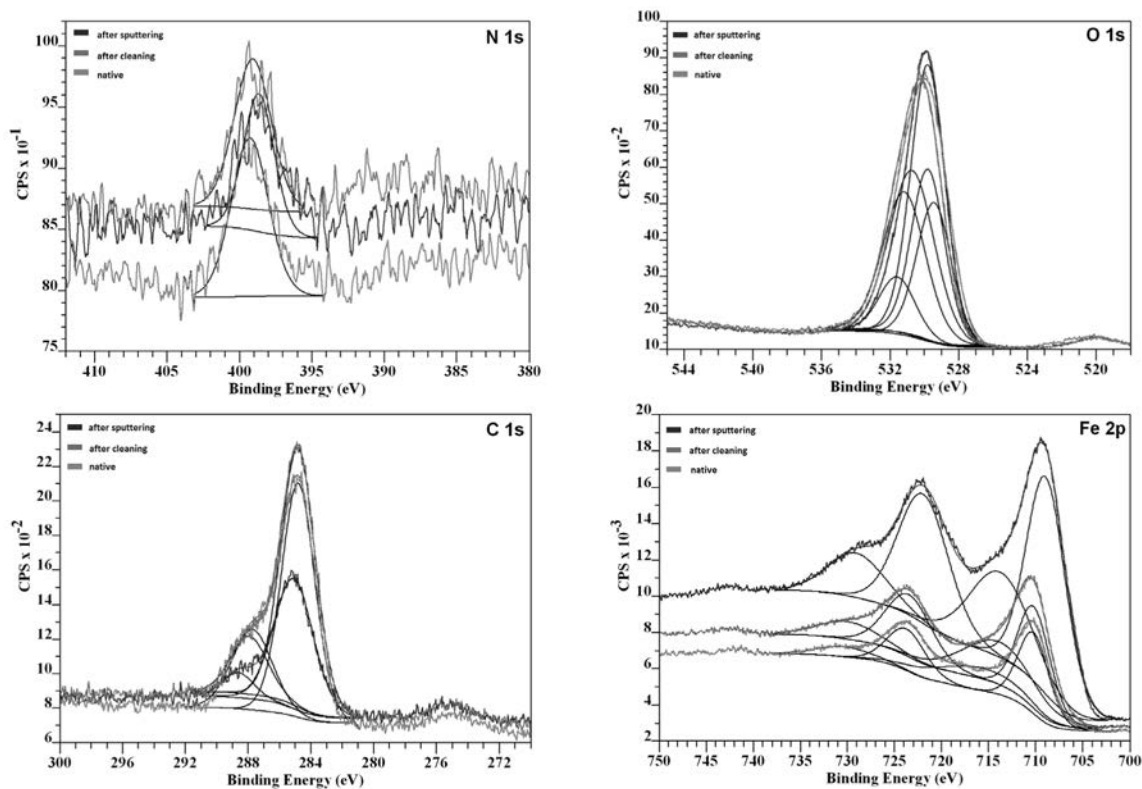 after sputtering
after cleaning
native
N 1s
CPS x 10⁻¹
100
95
90
85
80
75
410 405 400 395 390 385 380
Binding Energy (eV)
after sputtering
after cleaning
native
O 1s
CPS x 10⁻²
100
90
80
70
60
50
40
30
20
10
544 540 536 532 528 524 520
Binding Energy (eV)
after sputtering
after cleaning
native
C 1s
CPS x 10⁻²
24
22
20
18
16
14
12
10
8
6
300 296 292 288 284 280 276 272
Binding Energy (eV)
after sputtering
after cleaning
native
Fe 2p
CPS x 10⁻³
20
18
16
14
12
10
8
6
4
2
750 745 740 735 730 725 720 715 710 705 700
Binding Energy (eV)